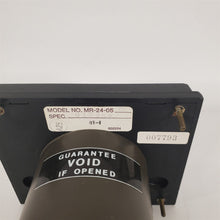 MODEL NO. MR-24-05
SPEC.
007793
GUARANTEE
VOID
IF OPENED